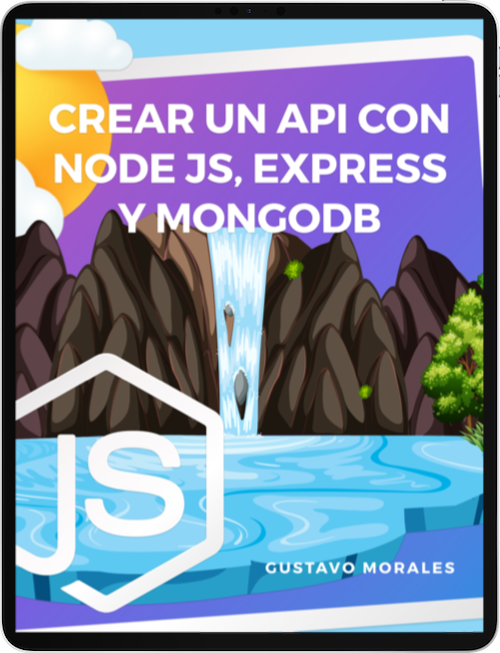 CREAR UN API CON
NODE JS, EXPRESS
Y MONGODB
JS
GUSTAVO MORALES